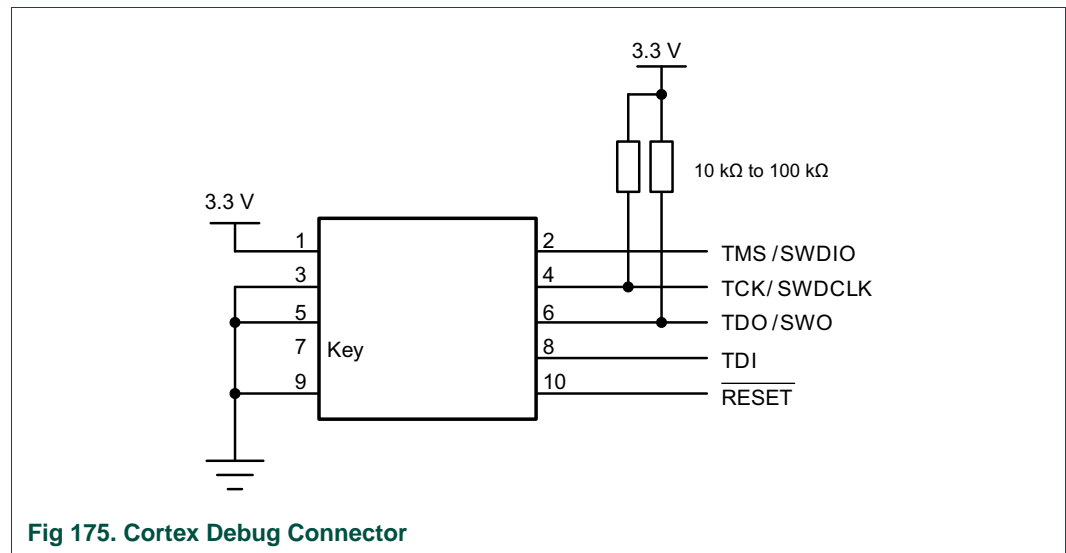 3.3 V
10 kΩ to 100 kΩ
3.3 V
1
2
TMS /SWDIO
3
4
TCK/ SWDCLK
5
6
TDO /SWO
7
Key
8
TDI
9
10
RESET
Fig 175. Cortex Debug Connector